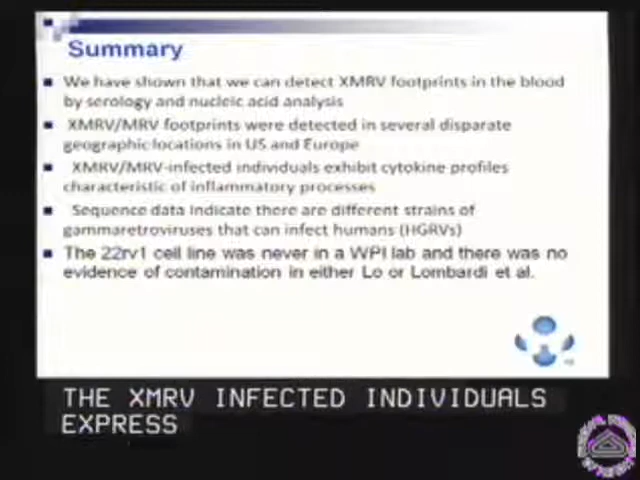 Summary
We have shown that we can detect XMRV footprints in the blood
by serology and nucleic acid analysis
XMRV/MRV footprints were detected in several disparate
geographic locations in US and Europe
XMRV/MRV-infected individuals exhibit cytokine profiles
characteristic of inflammatory processes
Sequence data indicate there are different strains of
gammaretroviruses that can infect humans (HGRVs)
The 22rv1 cell line was never in a WPI lab and there was no
evidence of contamination in either Lo or Lombardi et al.
THE XMRV INFECTED INDIVIDUALS
EXPRESS